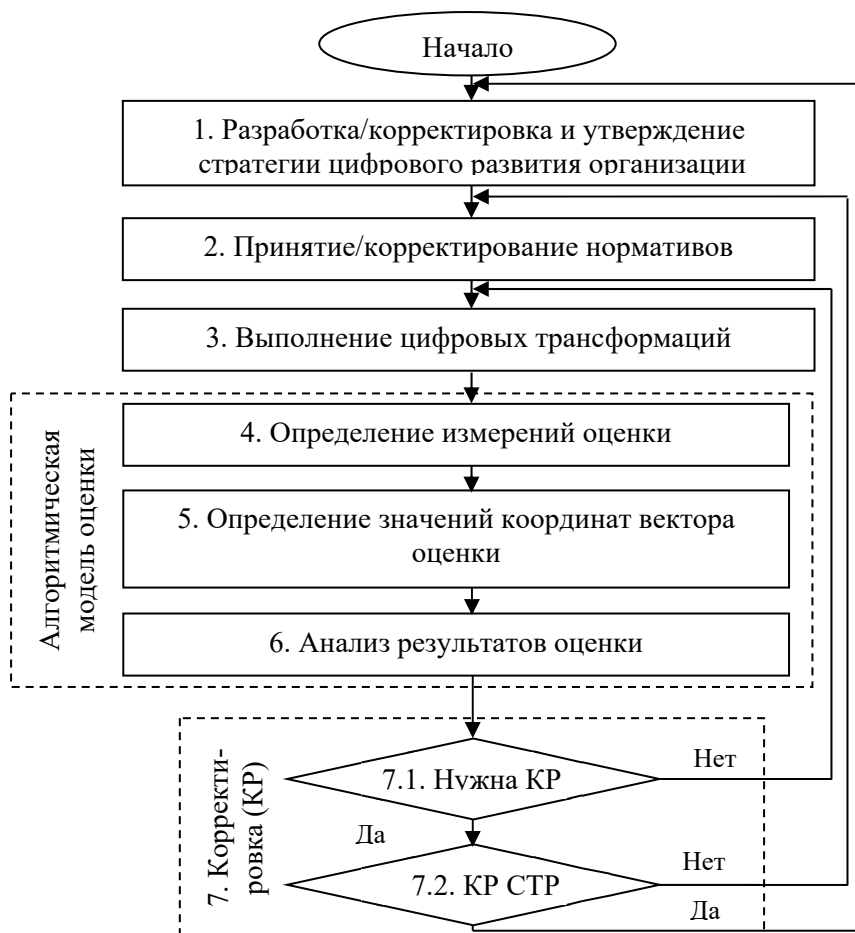 Начало
1. Разработка/корректировка и утверждение
стратегии цифрового развития организации
2. Принятие/корректирование нормативов
3. Выполнение цифровых трансформаций
Алгоритмическая
модель оценки
4. Определение измерений оценки
5. Определение значений координат вектора
оценки
6. Анализ результатов оценки
7. Корректи-
ровка (КР)
7.1. Нужна КР
Нет
Да
7.2. КР СТР
Нет
Да